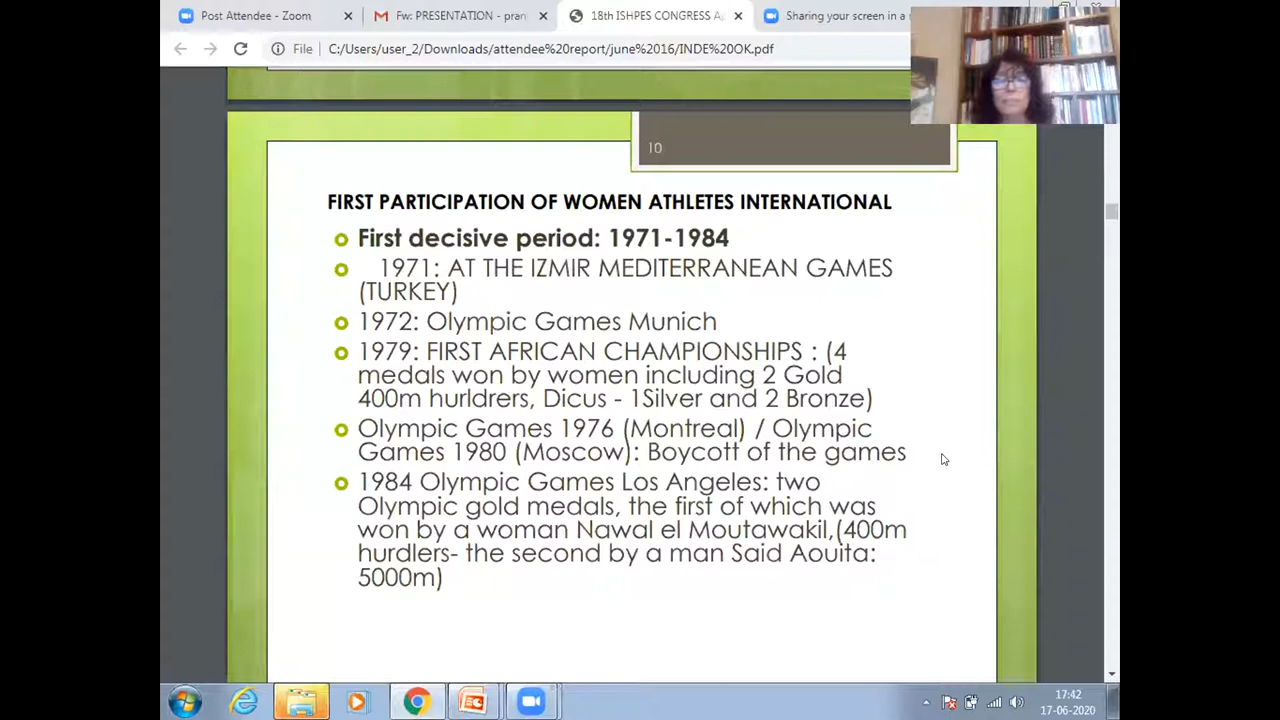 Post Attendee - Zoom
Fw: PRESENTATION - pran
18th ISHPES CONGRESS A
Sharing your screen in a
File
C:/Users/user_2/Downloads/attendee%20report/june%2016/INDE%20OK.pdf
10
FIRST PARTICIPATION OF WOMEN ATHLETES INTERNATIONAL
First decisive period: 1971-1984
1971: AT THE IZMIR MEDITERRANEAN GAMES
(TURKEY)
1972: Olympic Games Munich
1979: FIRST AFRICAN CHAMPIONSHIPS : (4
medals won by women including 2 Gold
400m hurldrers, Dicus - 1Silver and 2 Bronze)
Olympic Games 1976 (Montreal) / Olympic
Games 1980 (Moscow): Boycott of the games
1984 Olympic Games Los Angeles: two
Olympic gold medals, the first of which was
won by a woman Nawal el Moutawakil,(400m
hurdlers- the second by a man Said Aouita:
5000m)
17:42
17-06-2020